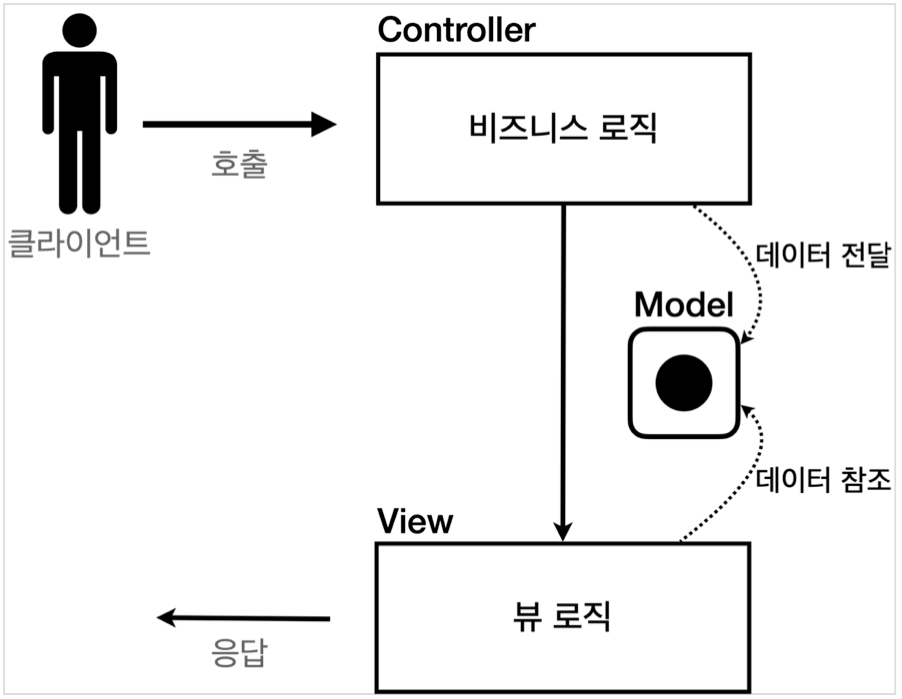 Controller
비즈니스 로직
호출
클라이언트
데이터 전달
Model
데이터 참조
View
뷰 로직
응답